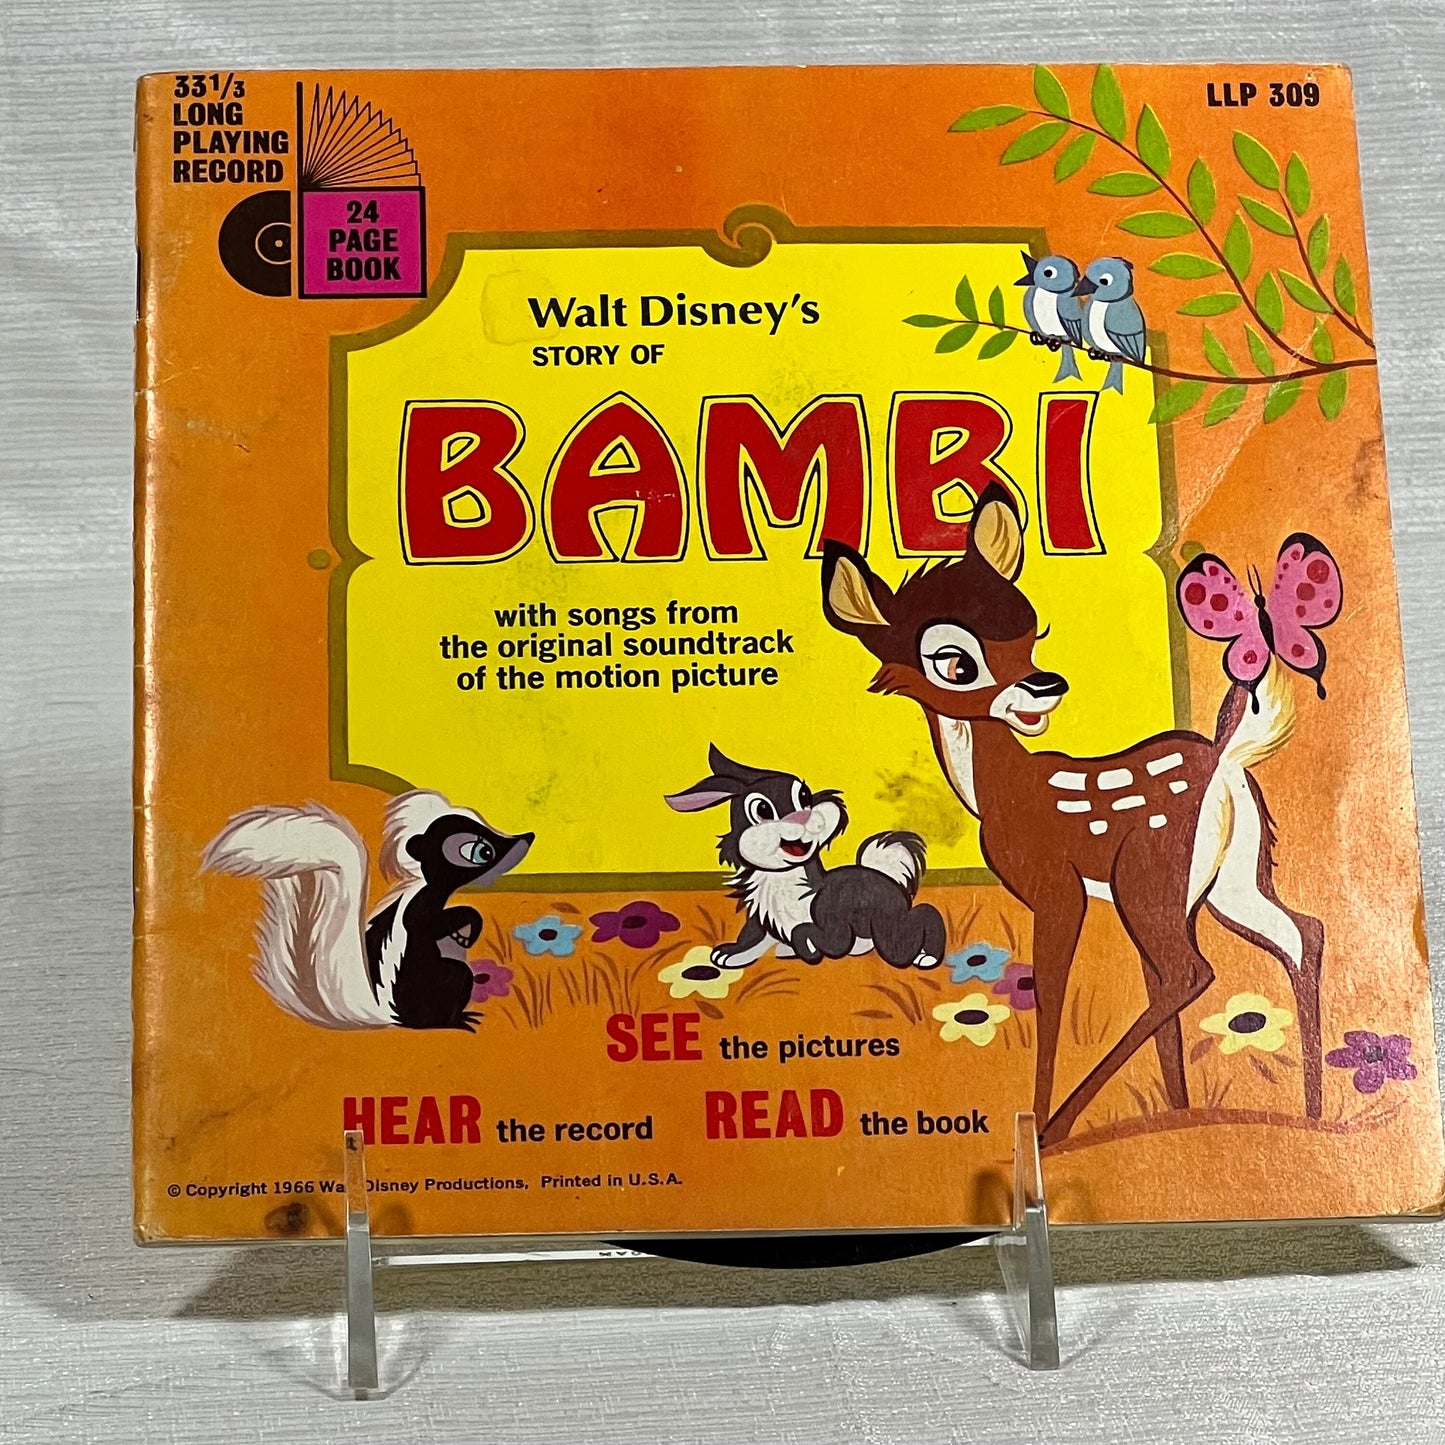 33 1/3
LONG
PLAYING
RECORD
24
PAGE
BOOK
LLP 309
Walt Disney's
STORY OF
BAMBI
with songs from
the original soundtrack
of the motion picture
SEE the pictures
HEAR the record READ the book
© Copyright 1966 Walt Disney Productions, Printed in U.S.A.